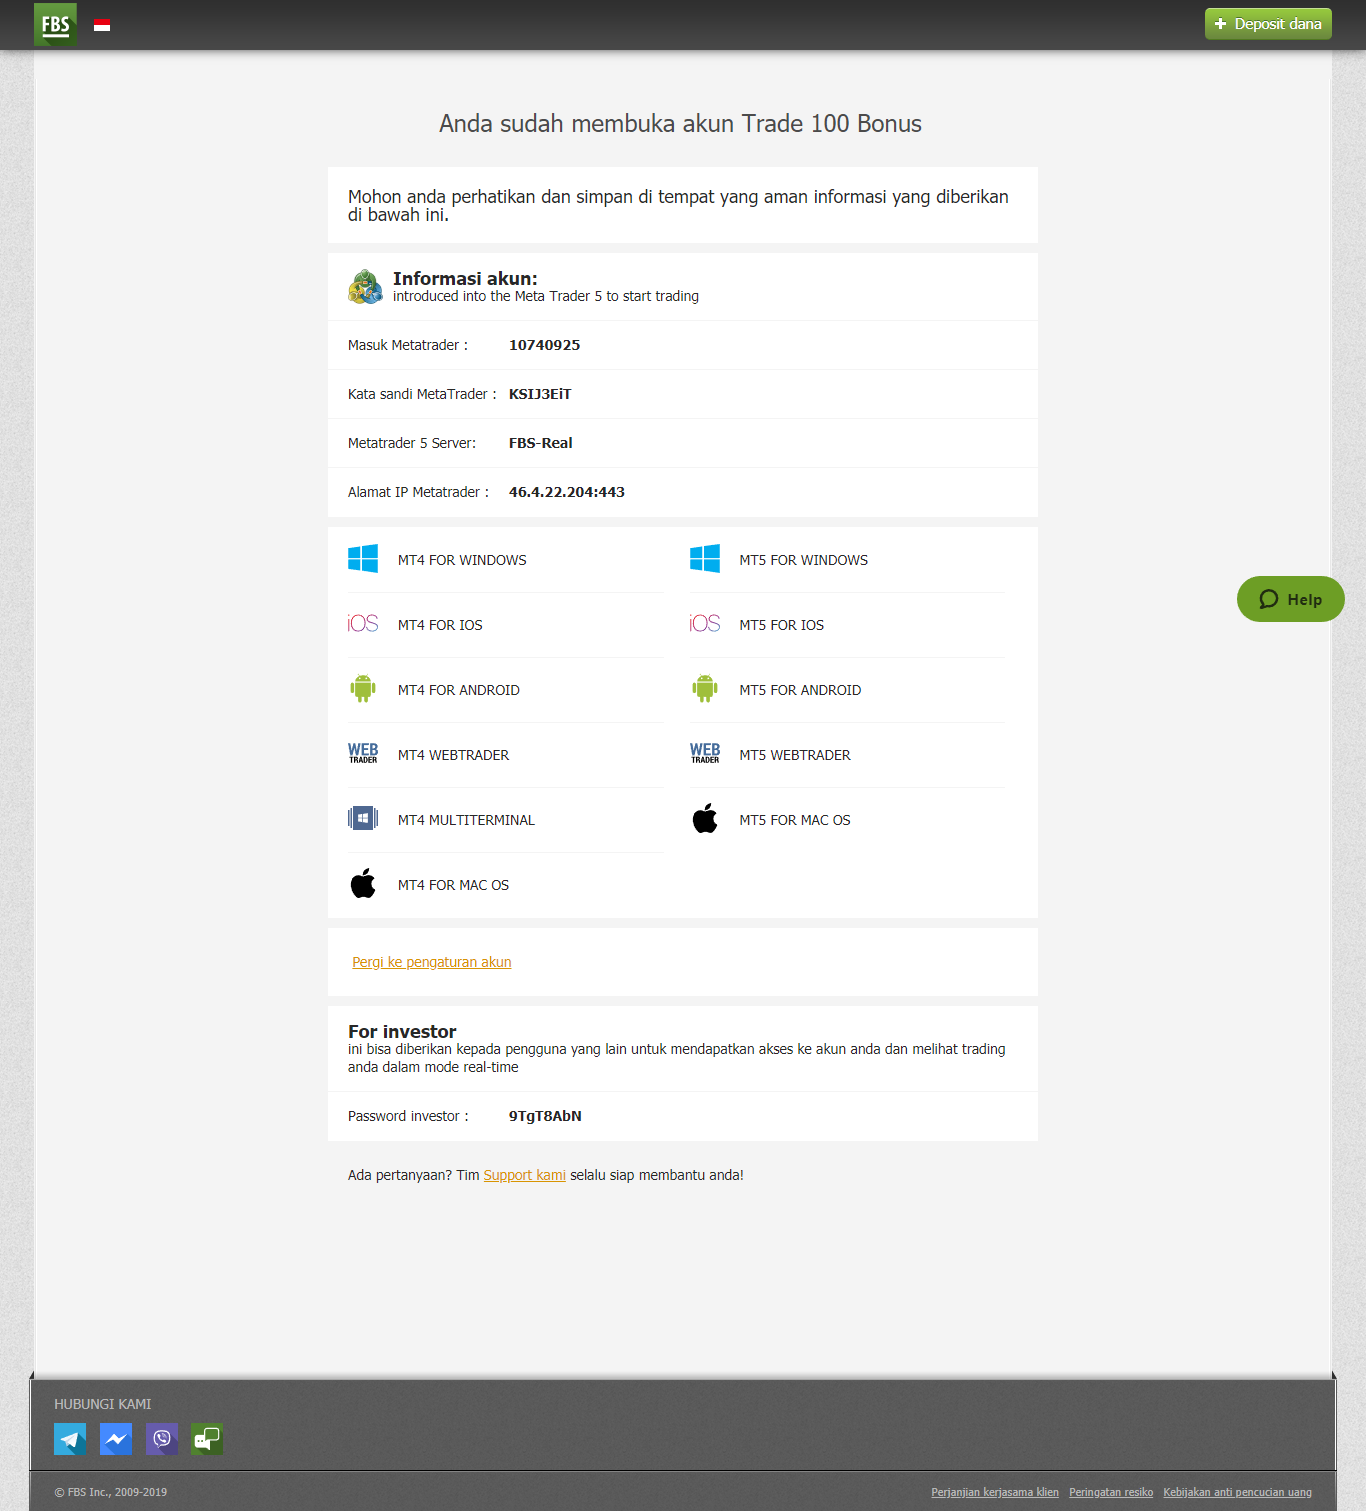 FBS
Deposit dana
Anda sudah membuka akun Trade 100 Bonus
Mohon anda perhatikan dan simpan di tempat yang aman informasi yang diberikan
di bawah ini.
Informasi akun:
introduced into the Meta Trader 5 to start trading
Masuk Metatrader : 10740925
Kata sandi MetaTrader : KSIJ3EiT
Metatrader 5 Server: FBS-Real
Alamat IP Metatrader : 46.4.22.204:443
MT4 FOR WINDOWS
MT5 FOR WINDOWS
Help
iOS MT4 FOR IOS
iOS MT5 FOR IOS
MT4 FOR ANDROID
MT5 FOR ANDROID
WEB TRADER MT4 WEBTRADER
WEB TRADER MT5 WEBTRADER
MT4 MULTITERMINAL
MT5 FOR MAC OS
MT4 FOR MAC OS
Pergi ke pengaturan akun
For investor
ini bisa diberikan kepada pengguna yang lain untuk mendapatkan akses ke akun anda dan melihat trading
anda dalam mode real-time
Password investor : 9TgT8AbN
Ada pertanyaan? Tim Support kami selalu siap membantu anda!
HUBUNGI KAMI
© FBS Inc., 2009-2019
Perjanjian kerjasama klien Peringatan resiko Kebijakan anti pencucian uang